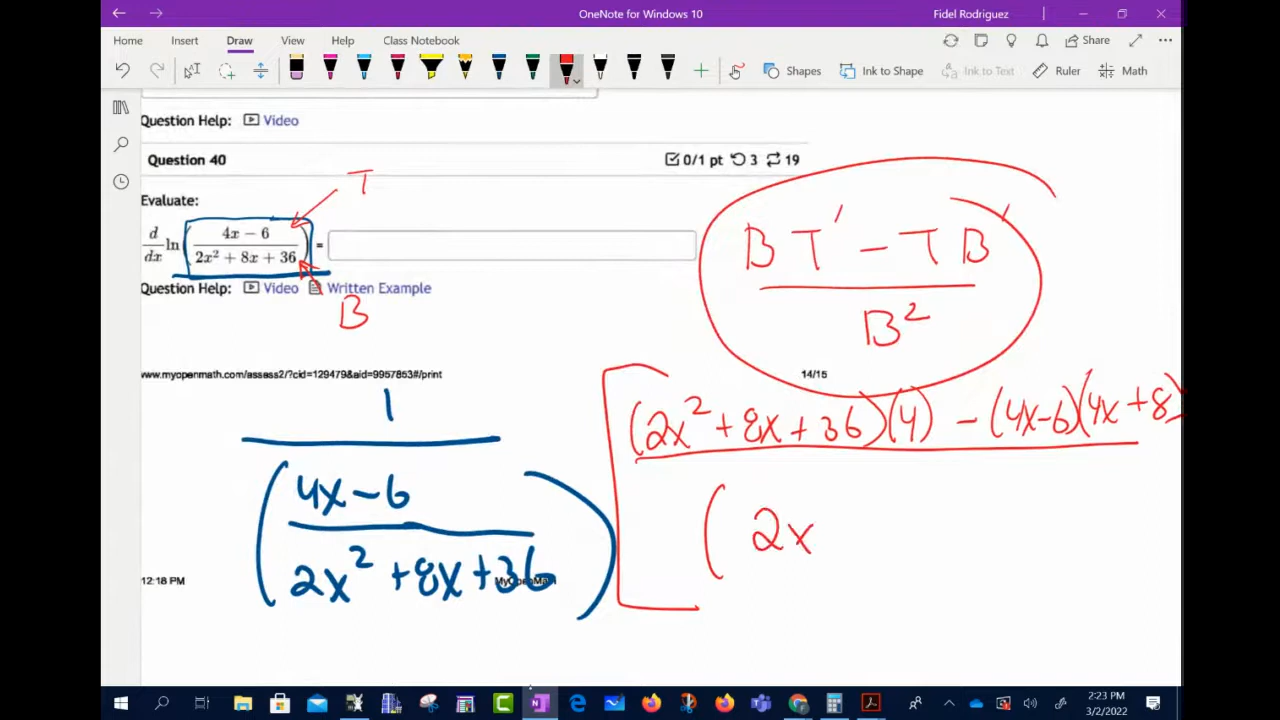 OneNote for Windows 10
Fidel Rodriguez
Home Insert Draw View Help Class Notebook Share
Shapes Ink to Shape Ink to Text Ruler Math
Question Help: Video
Question 40 0/1 pt 3 19
T
Evaluate:
d/dx ln((4x − 6)/(2x² + 8x + 36)) =
Question Help: Video Written Example
B
BT' − TB'
B²
www.myopenmath.com/assess2/?cid=129479&aid=9957853#/print 14/15
1
(2x² + 8x + 36)(4) − (4x-6)(4x+8)
(4x-6
2x² +8x+36)
(2x
12:18 PM MyOpenMath
2:23 PM
3/2/2022